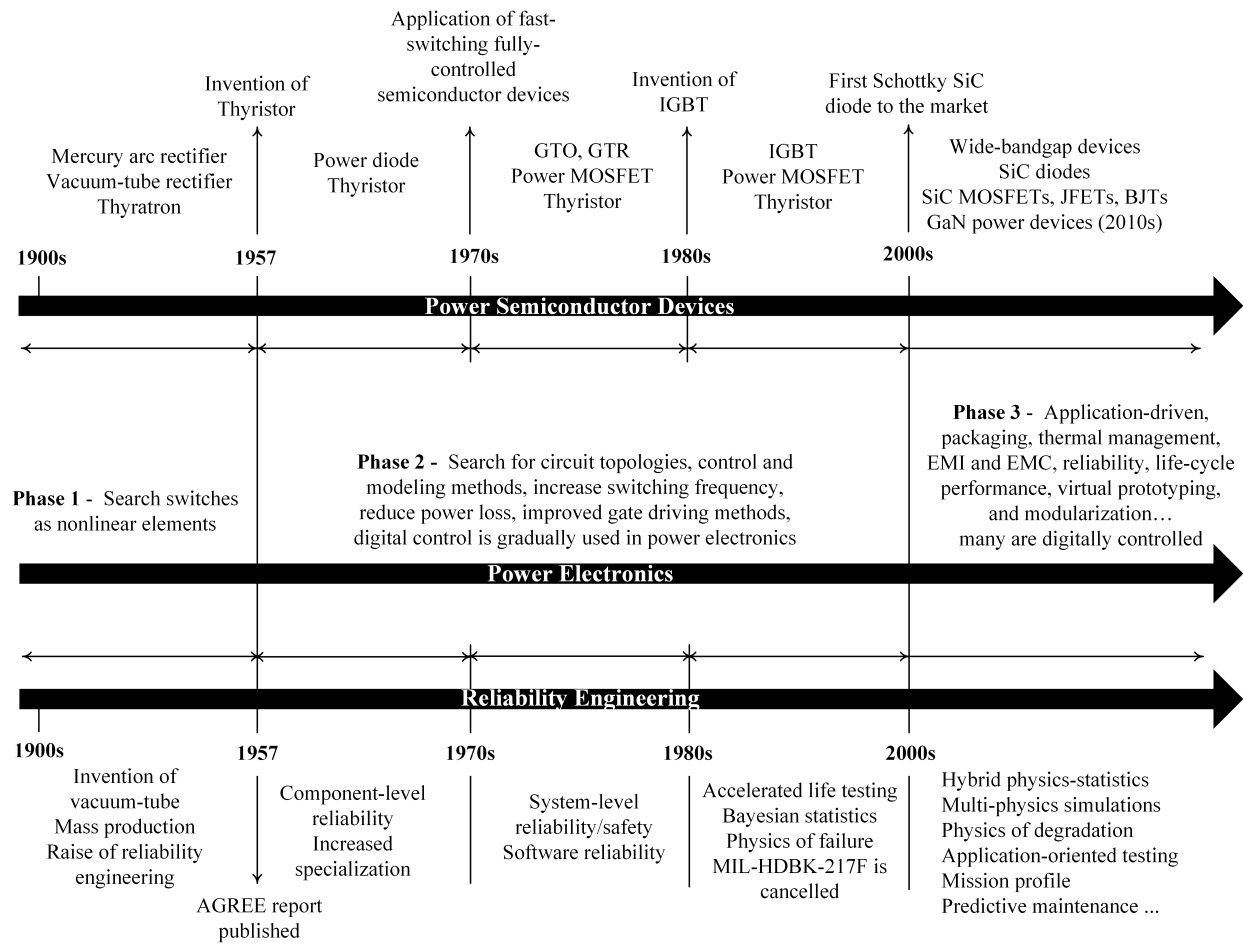 Application of fast-
switching fully-
controlled
semiconductor devices
Invention of
Thyristor
Invention of
IGBT
First Schottky SiC
diode to the market
Mercury arc rectifier
Vacuum-tube rectifier
Thyratron
Power diode
Thyristor
GTO, GTR
Power MOSFET
Thyristor
IGBT
Power MOSFET
Thyristor
Wide-bandgap devices
SiC diodes
SiC MOSFETs, JFETs, BJTs
GaN power devices (2010s)
1900s
1957
1970s
1980s
2000s
Power Semiconductor Devices
Phase 1 - Search switches
as nonlinear elements
Phase 2 - Search for circuit topologies, control and
modeling methods, increase switching frequency,
reduce power loss, improved gate driving methods,
digital control is gradually used in power electronics
Phase 3 - Application-driven,
packaging, thermal management,
EMI and EMC, reliability, life-cycle
performance, virtual prototyping,
and modularization…
many are digitally controlled
Power Electronics
Reliability Engineering
1900s
1957
1970s
1980s
2000s
Invention of
vacuum-tube
Mass production
Raise of reliability
engineering
AGREE report
published
Component-level
reliability
Increased
specialization
System-level
reliability/safety
Software reliability
Accelerated life testing
Bayesian statistics
Physics of failure
MIL-HDBK-217F is
cancelled
Hybrid physics-statistics
Multi-physics simulations
Physics of degradation
Application-oriented testing
Mission profile
Predictive maintenance ...